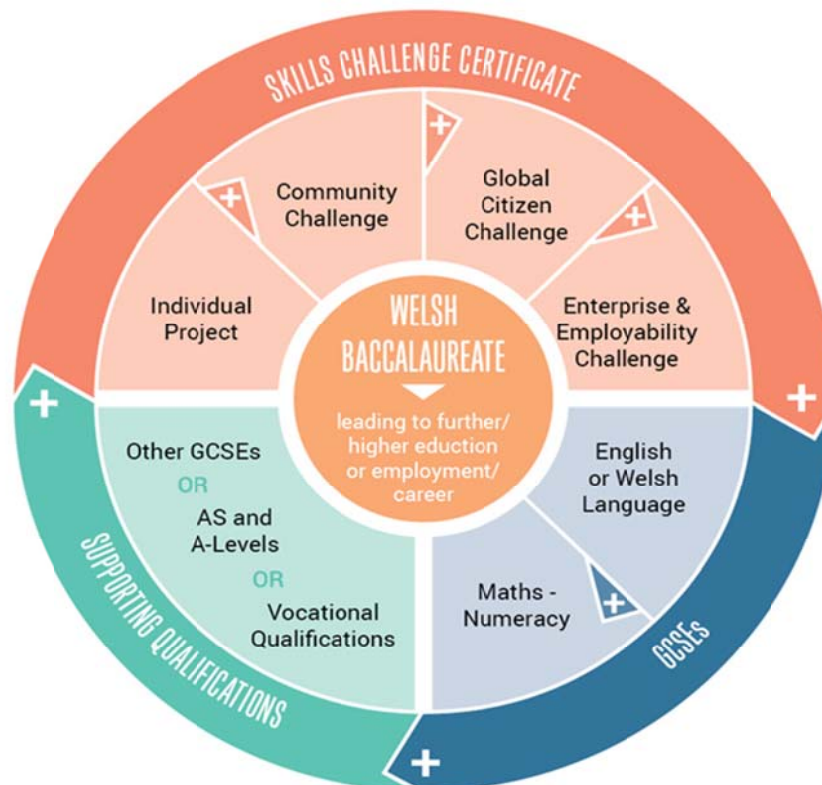 SKILLS CHALLENGE CERTIFICATE
+
+
+
Community
Challenge
Global
Citizen
Challenge
Individual
Project
Enterprise &
Employability
Challenge
WELSH
BACCALAUREATE
leading to further/
higher eduction
or employment/
career
+
+
Other GCSEs
OR
AS and
A-Levels
OR
Vocational
Qualifications
English
or Welsh
Language
Maths -
Numeracy
+
SUPPORTING QUALIFICATIONS
GCSEs
+